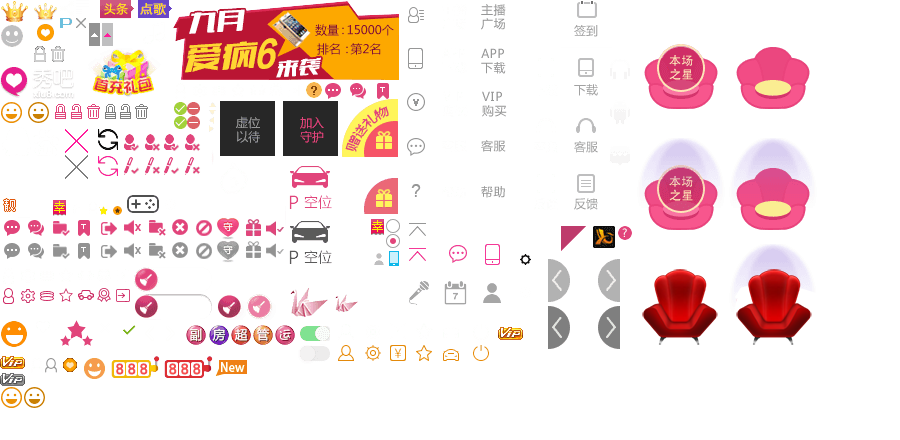 头条
点歌
九月
爱疯6
来袭
数量:15000个
排名:第2名
主播
广场
签到
APP
下载
下载
本场
之星
首充礼包
秀吧
VIP
购买
虚位
以待
加入
守护
赠送礼物
客服
客服
P 空位
本场
之星
帮助
反馈
幸
T
守
幸
T
守
P 空位
7
副
房
超
管
运
VIP
VIP
888
888
New
VIP